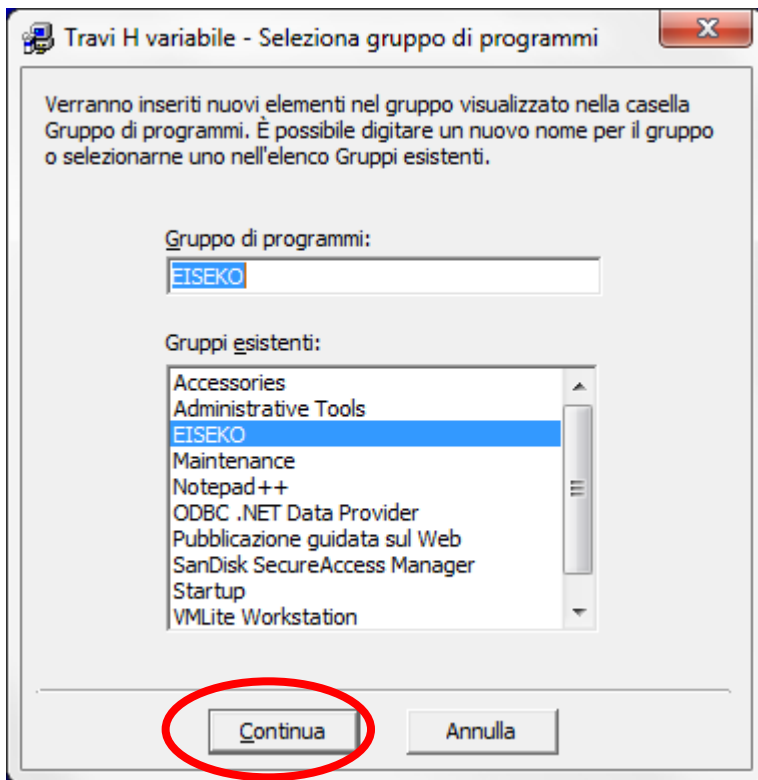 Travi H variabile - Seleziona gruppo di programmi
Verranno inseriti nuovi elementi nel gruppo visualizzato nella casella
Gruppo di programmi. È possibile digitare un nuovo nome per il gruppo
o selezionarne uno nell'elenco Gruppi esistenti.
Gruppo di programmi:
EISEKO
Gruppi esistenti:
Accessories
Administrative Tools
EISEKO
Maintenance
Notepad++
ODBC .NET Data Provider
Pubblicazione guidata sul Web
SanDisk SecureAccess Manager
Startup
VMLite Workstation
Continua
Annulla